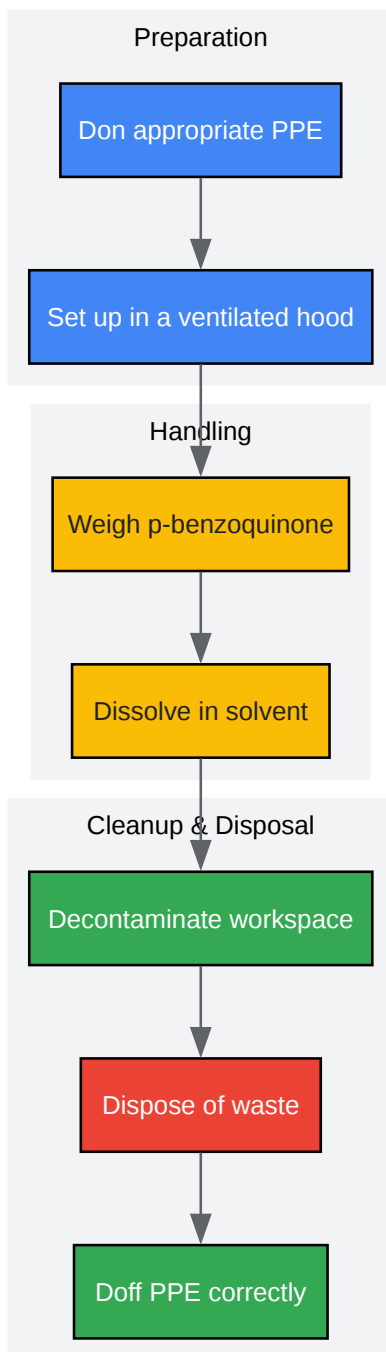 Preparation
Don appropriate PPE
Set up in a ventilated hood
Handling
Weigh p-benzoquinone
Dissolve in solvent
Cleanup & Disposal
Decontaminate workspace
Dispose of waste
Doff PPE correctly